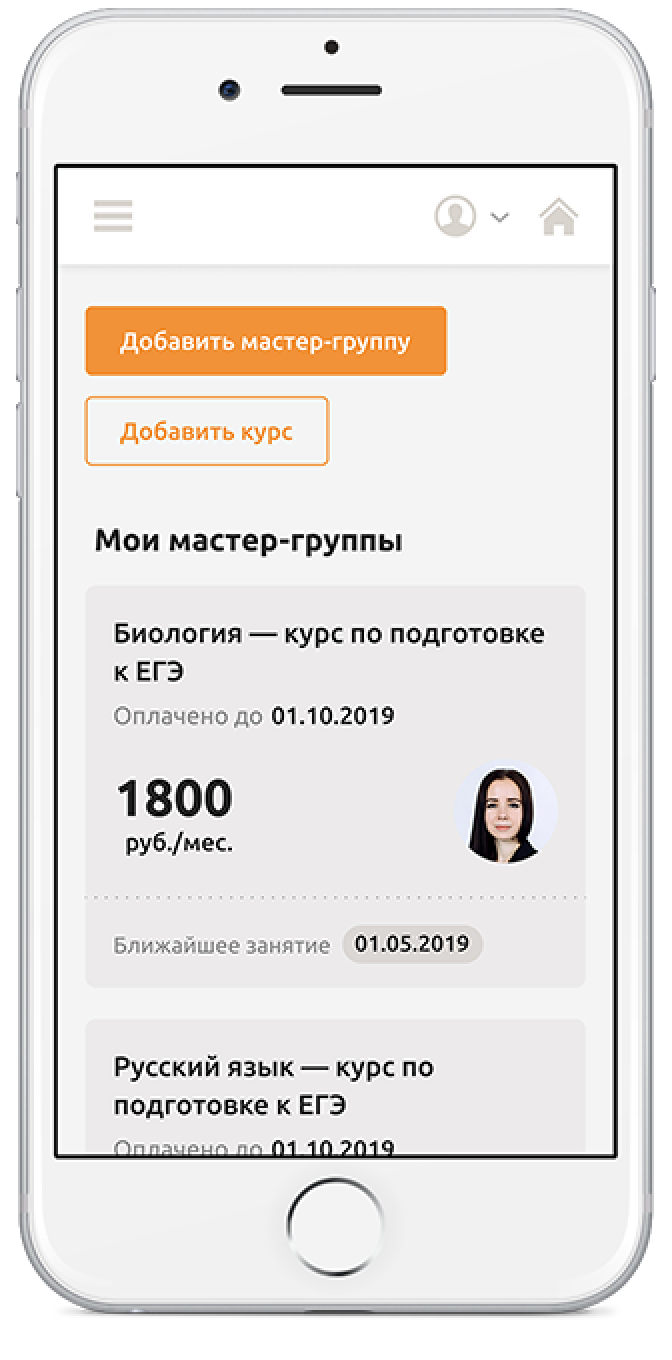 Добавить мастер-группу
Добавить курс
Мои мастер-группы
Биология — курс по подготовке
к ЕГЭ
Оплачено до 01.10.2019
1800
руб./мес.
Ближайшее занятие 01.05.2019
Русский язык — курс по
подготовке к ЕГЭ
Оплачено до 01.10.2019